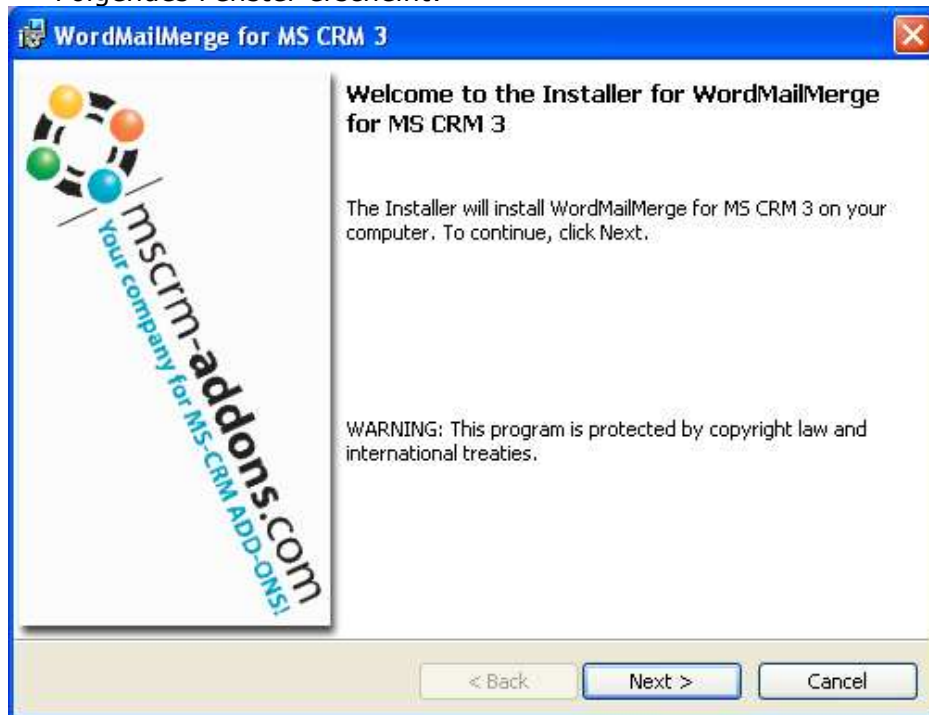 Folgendes Fenster erscheint:
WordMailMerge for MS CRM 3
Welcome to the Installer for WordMailMerge
for MS CRM 3
The Installer will install WordMailMerge for MS CRM 3 on your
computer. To continue, click Next.
mscrm-addons.com
Your company for MS-CRM ADD-ONS!
WARNING: This program is protected by copyright law and
international treaties.
< Back
Next >
Cancel